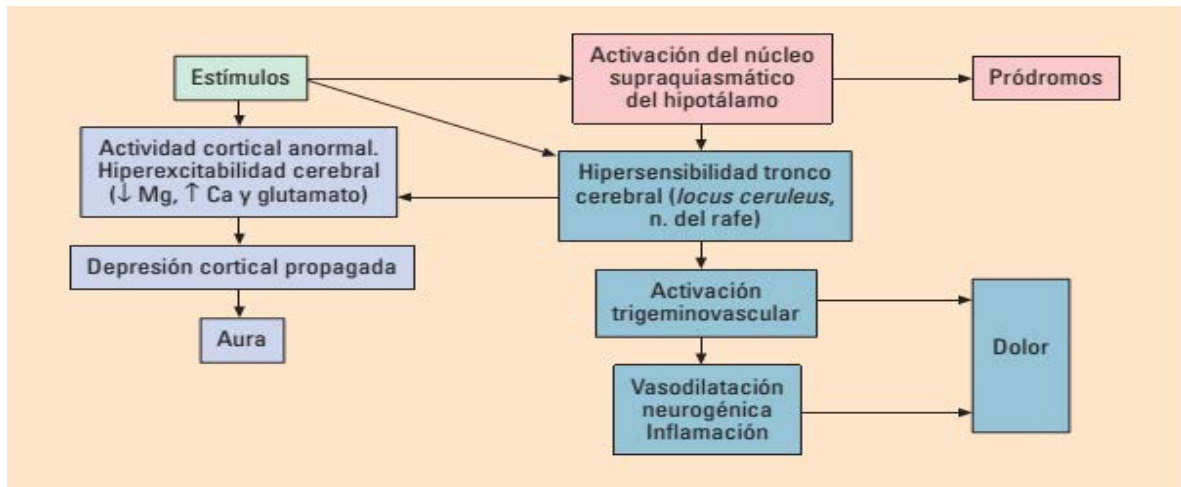 Estímulos
Activación del núcleo
supraquiasmático
del hipotálamo
Pródromos
Actividad cortical anormal.
Hiperexcitabilidad cerebral
(↓ Mg, ↑ Ca y glutamato)
Hipersensibilidad tronco
cerebral (locus ceruleus,
n. del rafe)
Depresión cortical propagada
Activación
trigeminovascular
Aura
Dolor
Vasodilatación
neurogénica
Inflamación